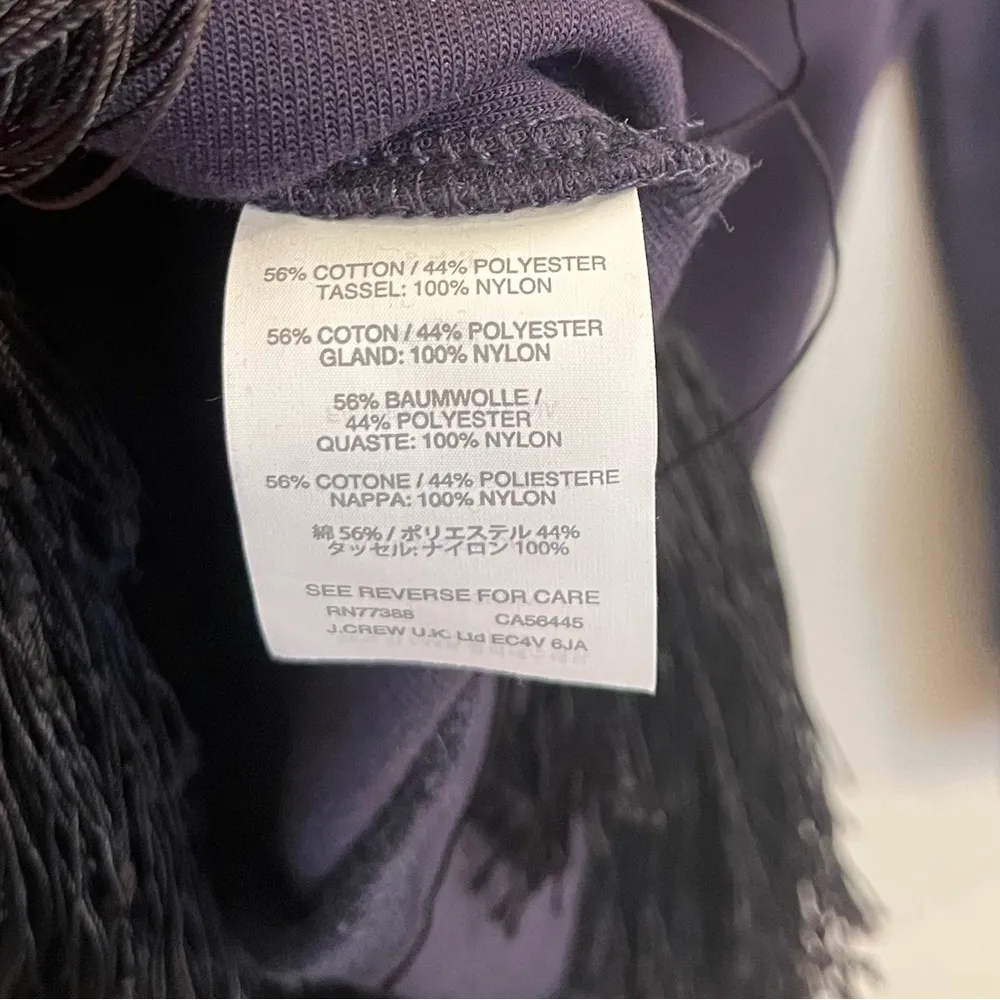 56% COTTON / 44% POLYESTER
TASSEL: 100% NYLON
56% COTON / 44% POLYESTER
GLAND: 100% NYLON
56% BAUMWOLLE /
44% POLYESTER
QUASTE: 100% NYLON
56% COTONE / 44% POLIESTERE
NAPPA: 100% NYLON
綿 56% / ポリエステル 44%
タッセル: ナイロン 100%
SEE REVERSE FOR CARE
RN77388 CA56445
J.CREW U.K. Ltd EC4V 6JA